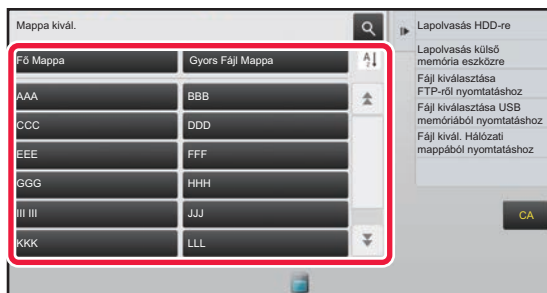 Mappa kivál.
Fő Mappa
Gyors Fájl Mappa
AAA
BBB
CCC
DDD
EEE
FFF
GGG
HHH
III III
JJJ
KKK
LLL
Lapolvasás HDD-re
Lapolvasás külső
memória eszközre
Fájl kiválasztása
FTP-ről nyomtatáshoz
Fájl kiválasztása USB
memóriából nyomtatáshoz
Fájl kivál. Hálózati
mappából nyomtatáshoz
CA